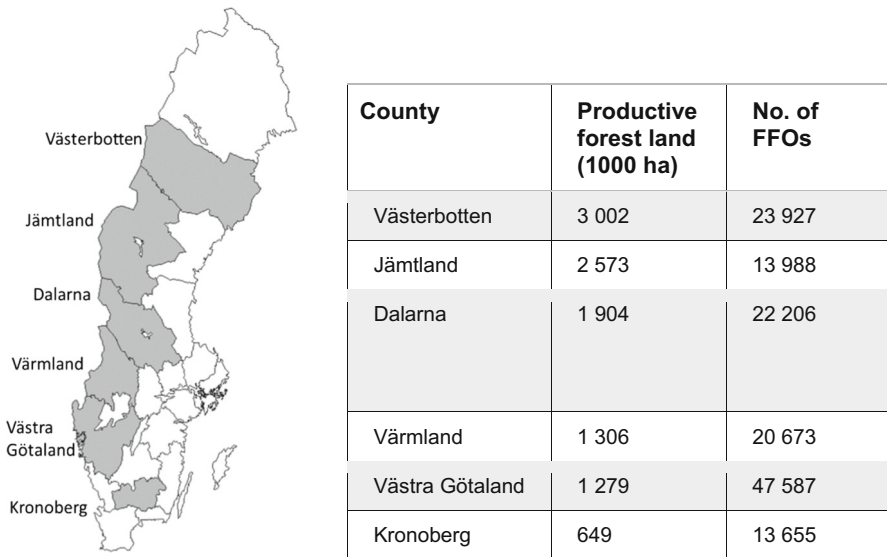 Västerbotten
Jämtland
Dalarna
Värmland
Västra
Götaland
Kronoberg
County Productive forest land (1000 ha) No. of FFOs
Västerbotten 3 002 23 927
Jämtland 2 573 13 988
Dalarna 1 904 22 206
Värmland 1 306 20 673
Västra Götaland 1 279 47 587
Kronoberg 649 13 655